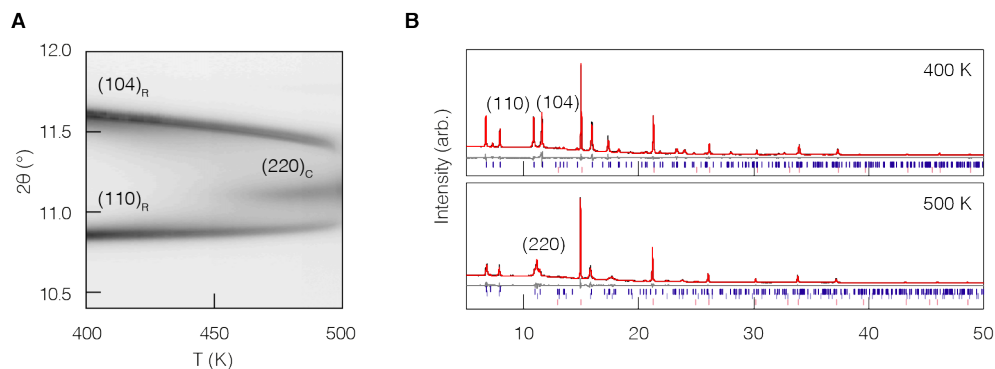 A
12.0
11.5
11.0
10.5
2θ (°)
(104)R
(220)C
(110)R
400
450
500
T (K)
B
Intensity (arb.)
400 K
(110)
(104)
500 K
(220)
10
20
30
40
50